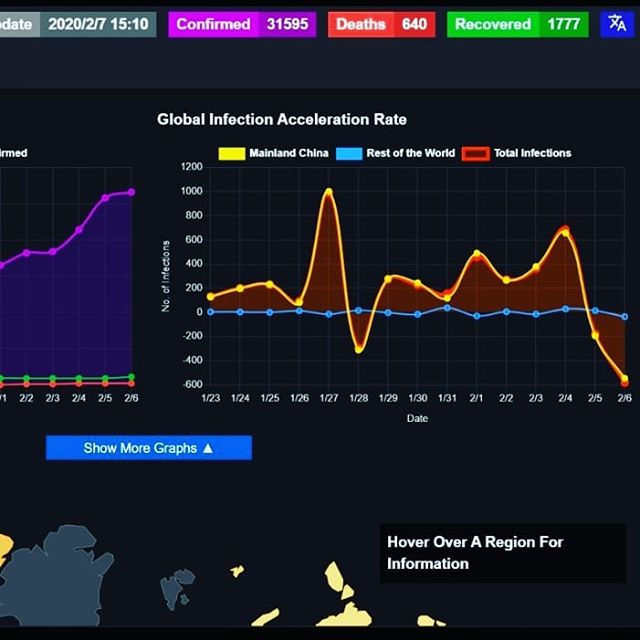 date 2020/2/7 15:10 Confirmed 31595 Deaths 640 Recovered 1777
Global Infection Acceleration Rate
rmed
Mainland China Rest of the World Total Infections
1200
1000
800
600
400
200
0
-200
-400
-600
No. of Infections
/1 2/2 2/3 2/4 2/5 2/6
1/23 1/24 1/25 1/26 1/27 1/28 1/29 1/30 1/31 2/1 2/2 2/3 2/4 2/5 2/6
Date
Show More Graphs ▲
Hover Over A Region For
Information